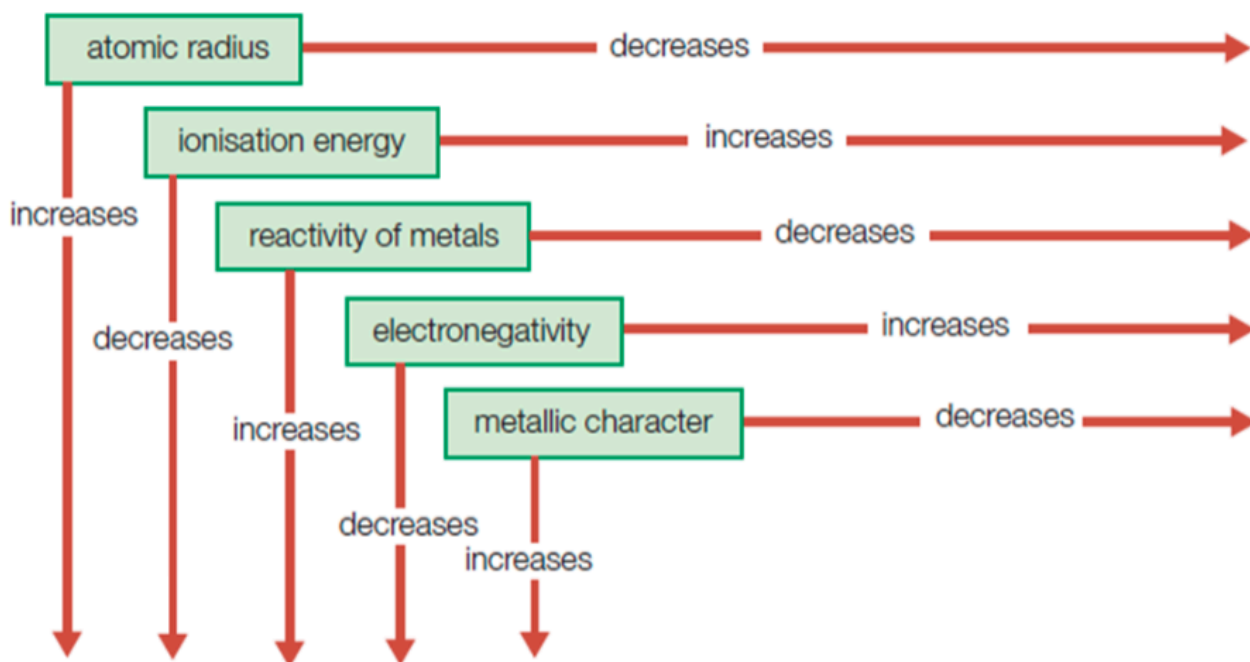 atomic radius
decreases
ionisation energy
increases
increases
reactivity of metals
decreases
electronegativity
increases
decreases
metallic character
decreases
increases
decreases
increases